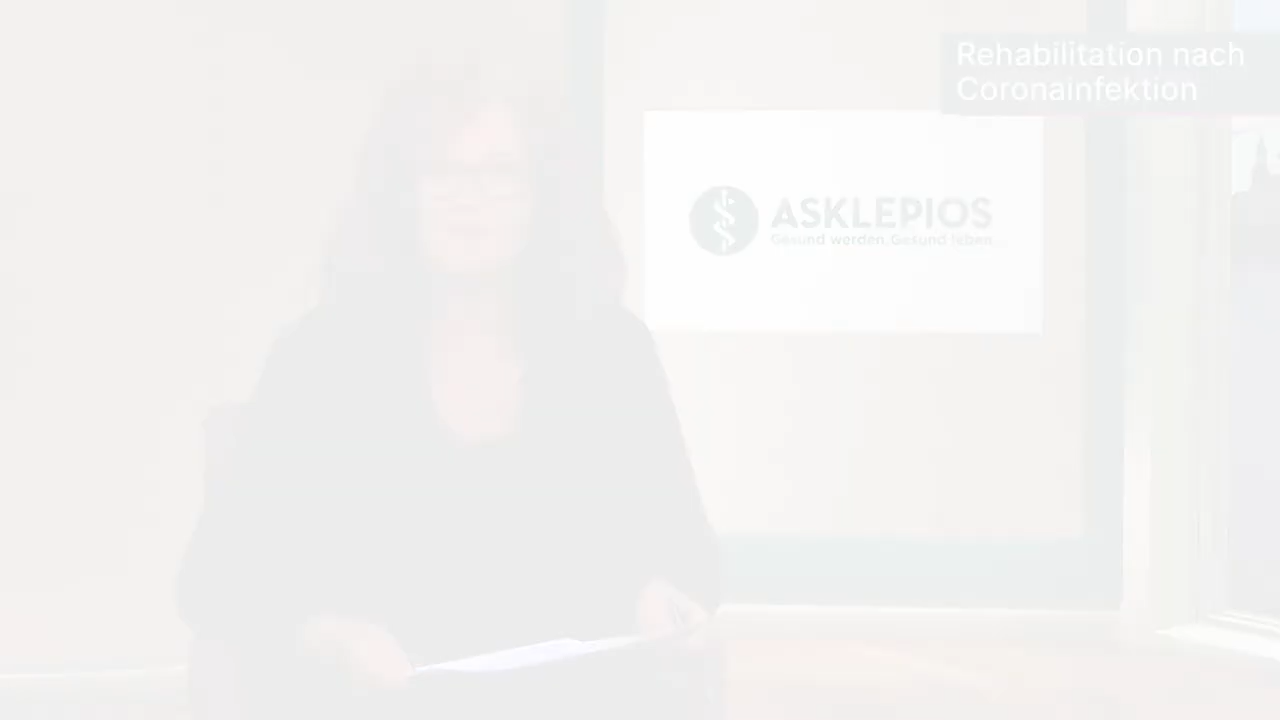 Rehabilitation nach
Coronainfektion
ASKLEPIOS
Gesund werden. Gesund leben.